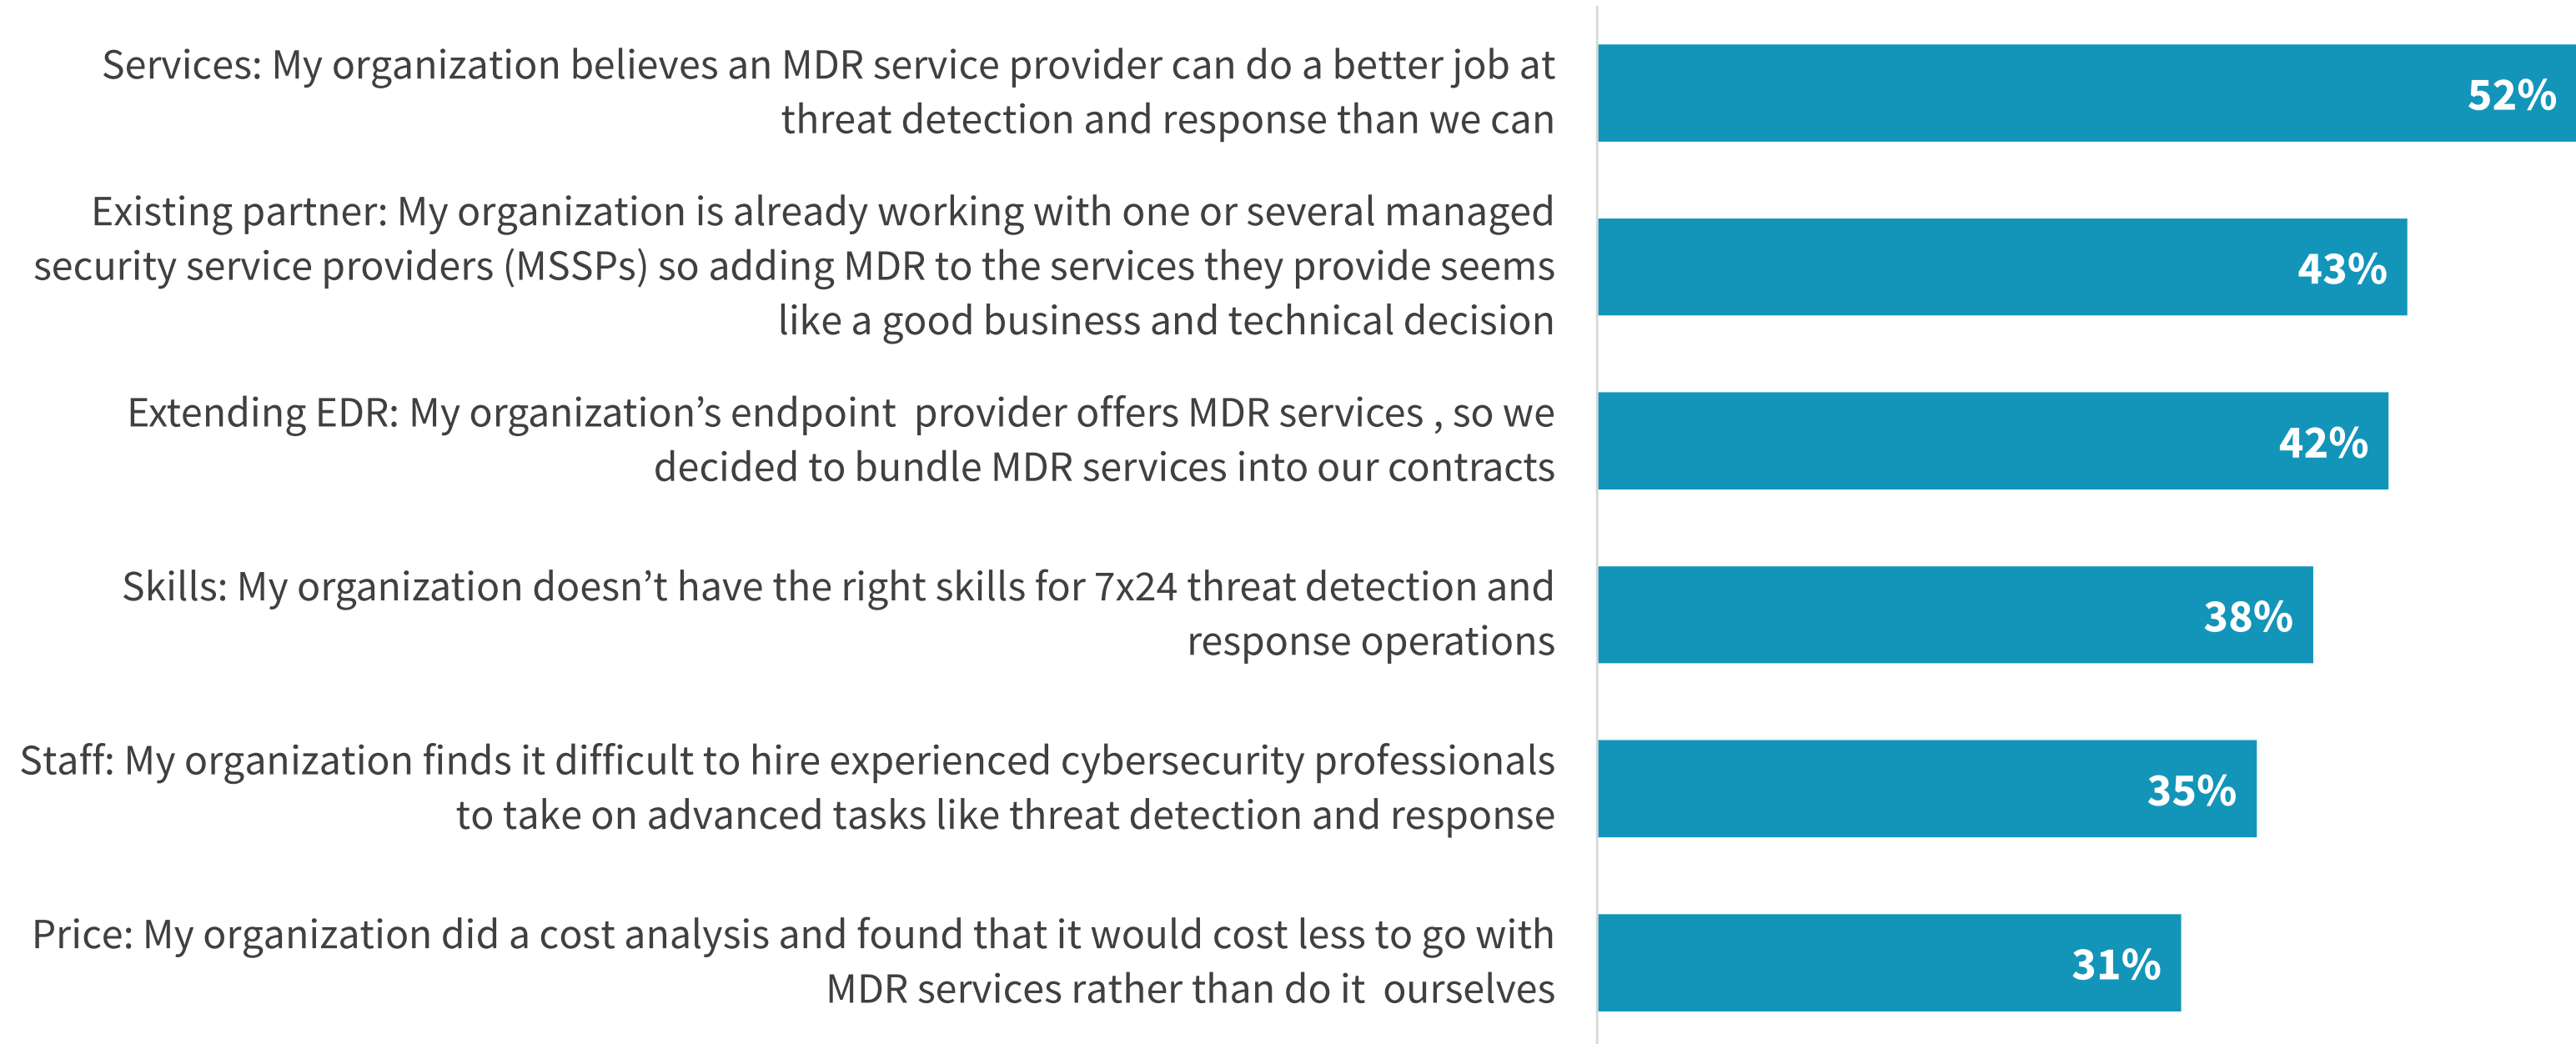 Services: My organization believes an MDR service provider can do a better job at
threat detection and response than we can
52%
Existing partner: My organization is already working with one or several managed
security service providers (MSSPs) so adding MDR to the services they provide seems
like a good business and technical decision
43%
Extending EDR: My organization’s endpoint  provider offers MDR services , so we
decided to bundle MDR services into our contracts
42%
Skills: My organization doesn’t have the right skills for 7x24 threat detection and
response operations
38%
Staff: My organization finds it difficult to hire experienced cybersecurity professionals
to take on advanced tasks like threat detection and response
35%
Price: My organization did a cost analysis and found that it would cost less to go with
MDR services rather than do it  ourselves
31%